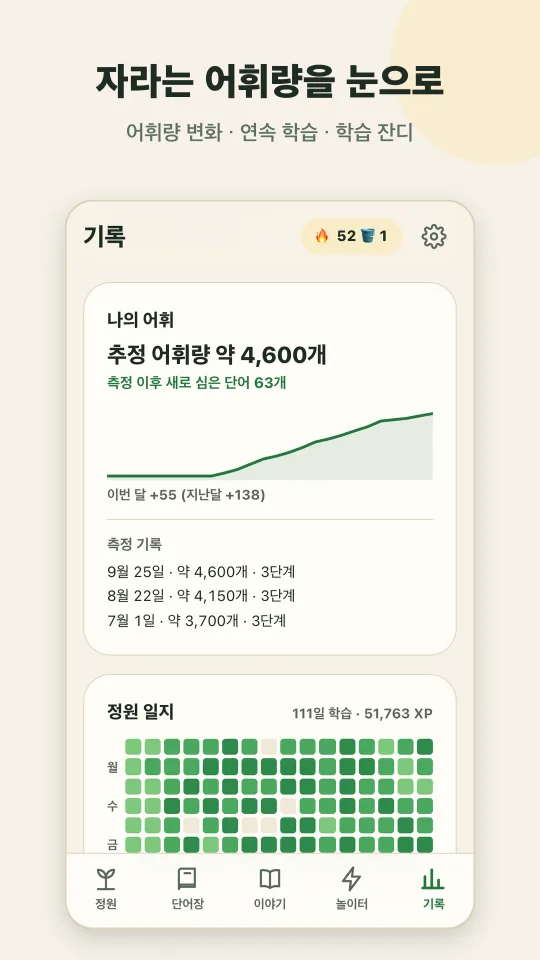 자라는 어휘량을 눈으로
어휘량 변화 · 연속 학습 · 학습 잔디
기록
🔥 52 🪣 1
나의 어휘
추정 어휘량 약 4,600개
측정 이후 새로 심은 단어 63개
이번 달 +55 (지난달 +138)
측정 기록
9월 25일 · 약 4,600개 · 3단계
8월 22일 · 약 4,150개 · 3단계
7월 1일 · 약 3,700개 · 3단계
정원 일지 111일 학습 · 51,763 XP
월
수
금
정원 단어장 이야기 놀이터 기록